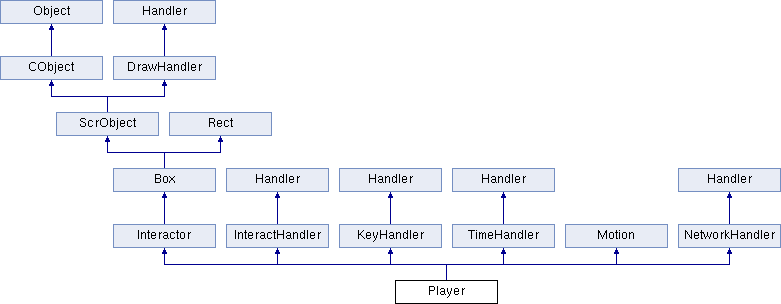 Object Handler
CObject DrawHandler
ScrObject Rect
Box Handler Handler Handler Handler
Interactor InteractHandler KeyHandler TimeHandler Motion NetworkHandler
Player